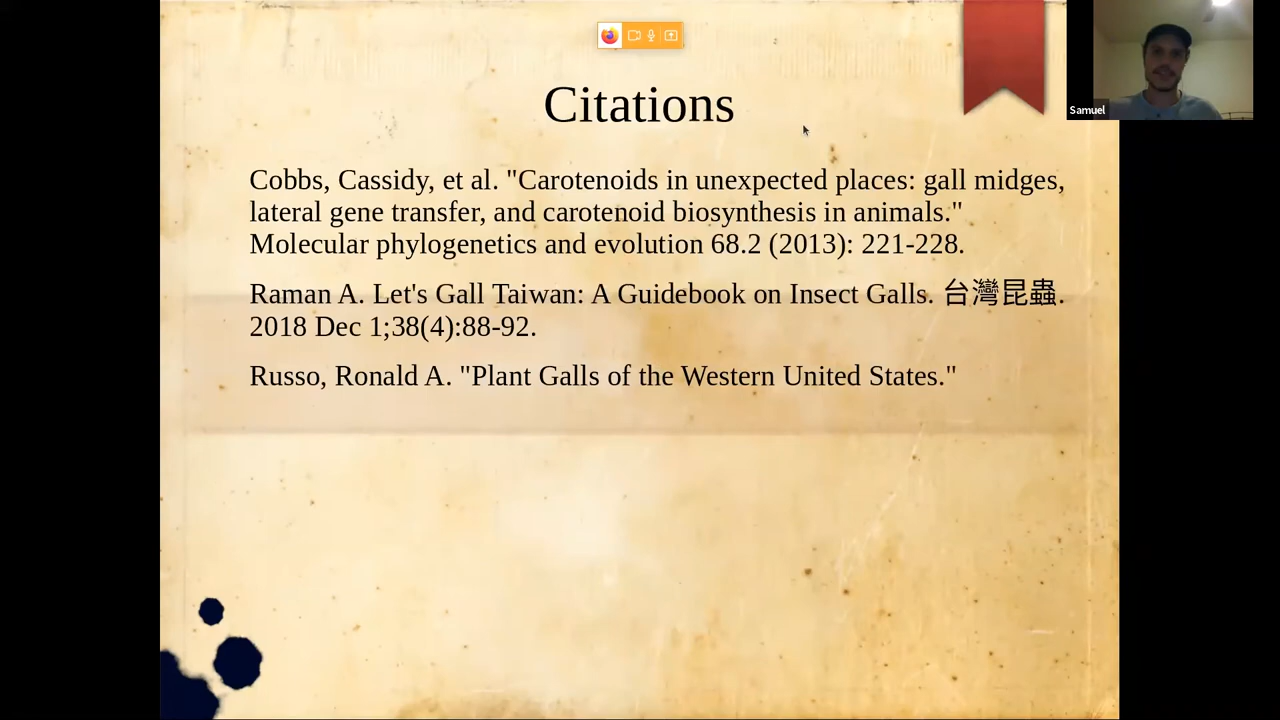 Citations
Samuel
Cobbs, Cassidy, et al. "Carotenoids in unexpected places: gall midges,
lateral gene transfer, and carotenoid biosynthesis in animals."
Molecular phylogenetics and evolution 68.2 (2013): 221-228.
Raman A. Let's Gall Taiwan: A Guidebook on Insect Galls. 台灣昆蟲.
2018 Dec 1;38(4):88-92.
Russo, Ronald A. "Plant Galls of the Western United States."